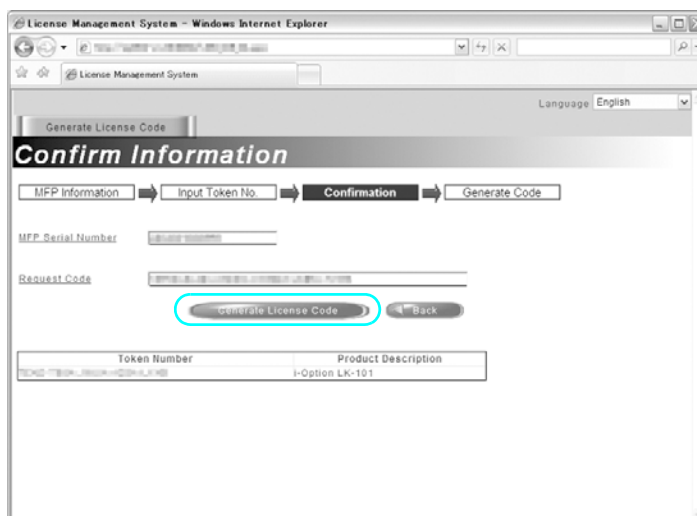 License Management System - Windows Internet Explorer
License Management System
Language English
Generate License Code
Confirm Information
MFP Information Input Token No. Confirmation Generate Code
MFP Serial Number
Request Code
Generate License Code Back
Token Number Product Description
i-Option LK-101